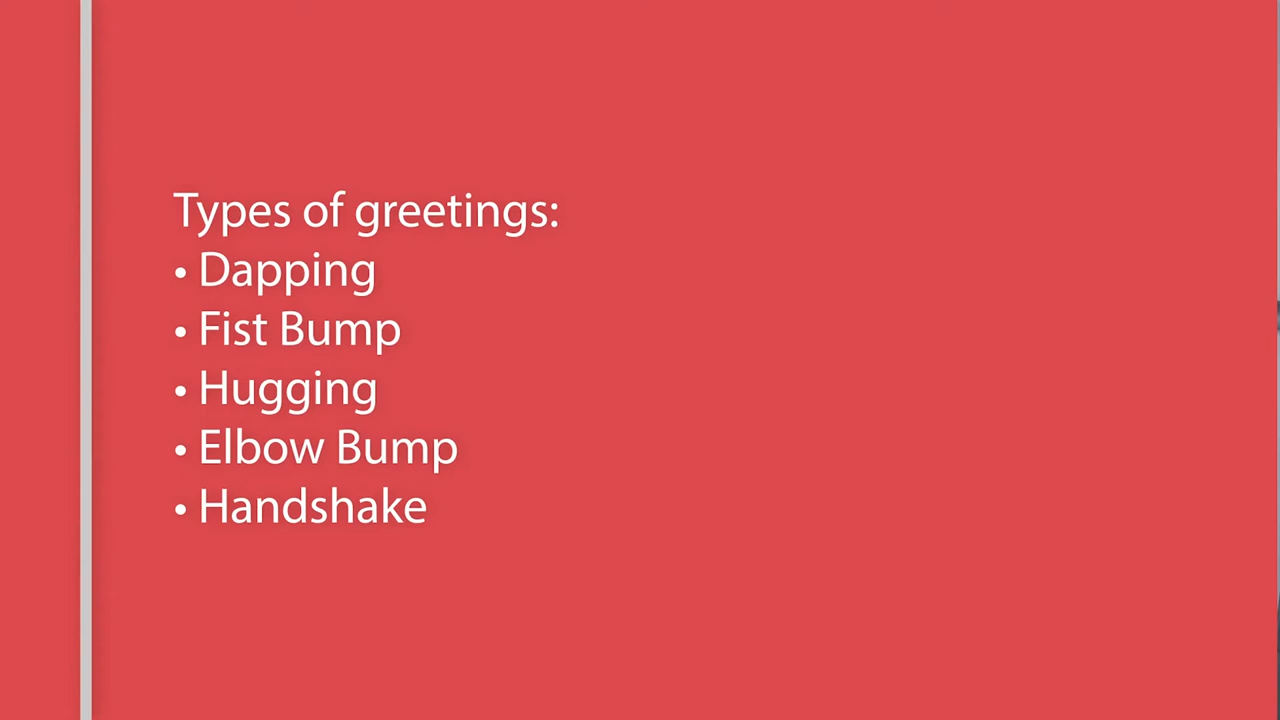 Types of greetings:
• Dapping
• Fist Bump
• Hugging
• Elbow Bump
• Handshake